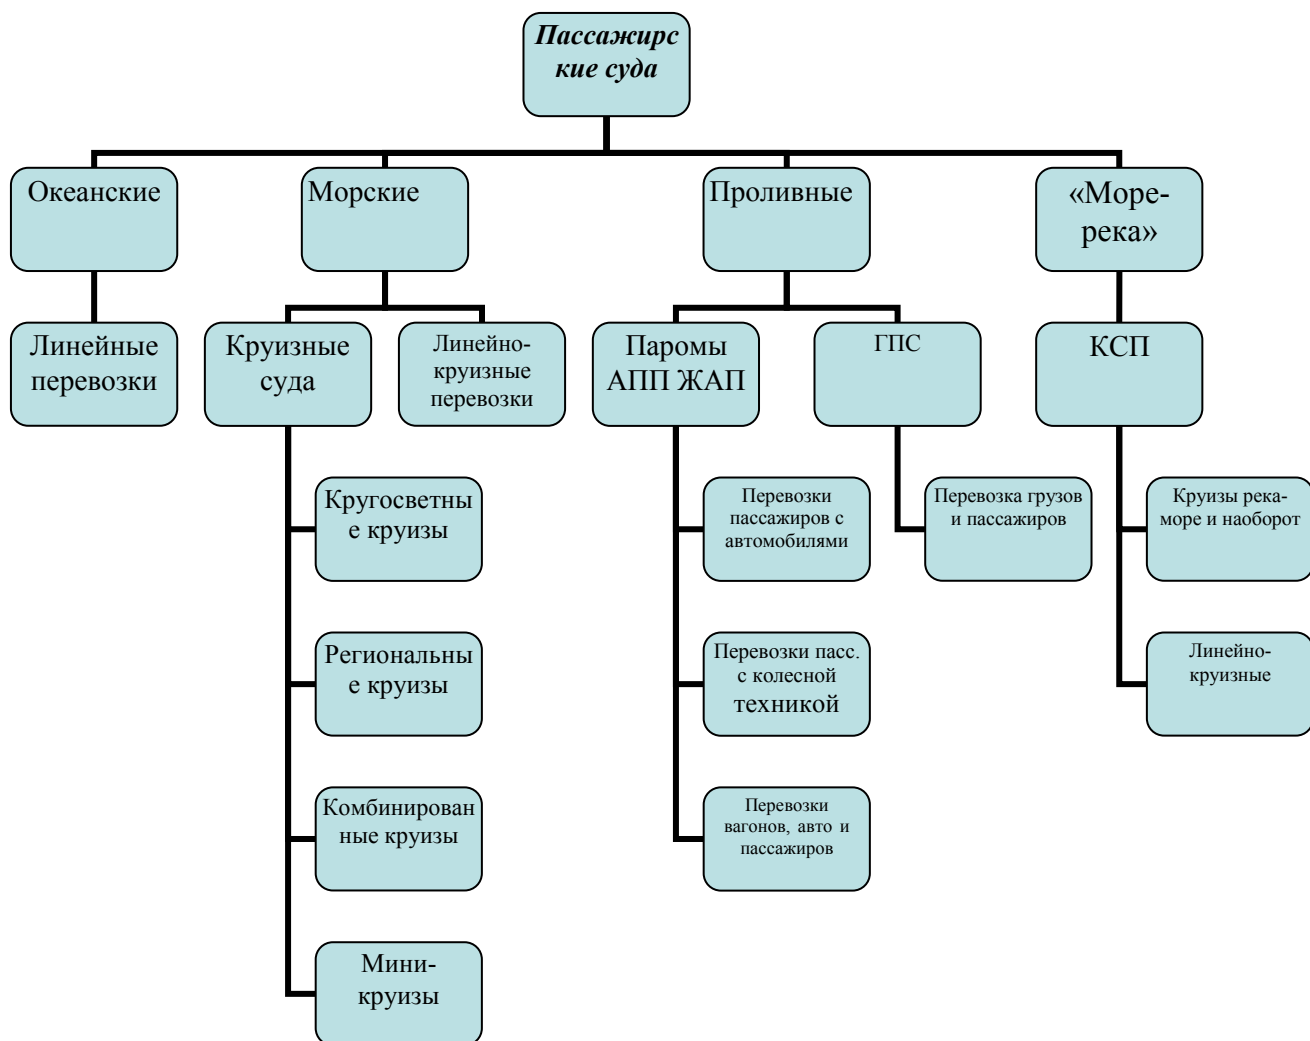 Пассажирс
кие суда
Океанские
Морские
Проливные
«Море-
река»
Линейные
перевозки
Круизные
суда
Линейно-
круизные
перевозки
Паромы
АПП ЖАП
ГПС
КСП
Кругосветны
е круизы
Перевозки
пассажиров с
автомобилями
Перевозка грузов
и пассажиров
Круизы река-
море и наоборот
Региональны
е круизы
Перевозки пасс.
с колесной
техникой
Линейно-
круизные
Комбинирован
ные круизы
Перевозки
вагонов, авто и
пассажиров
Мини-
круизы